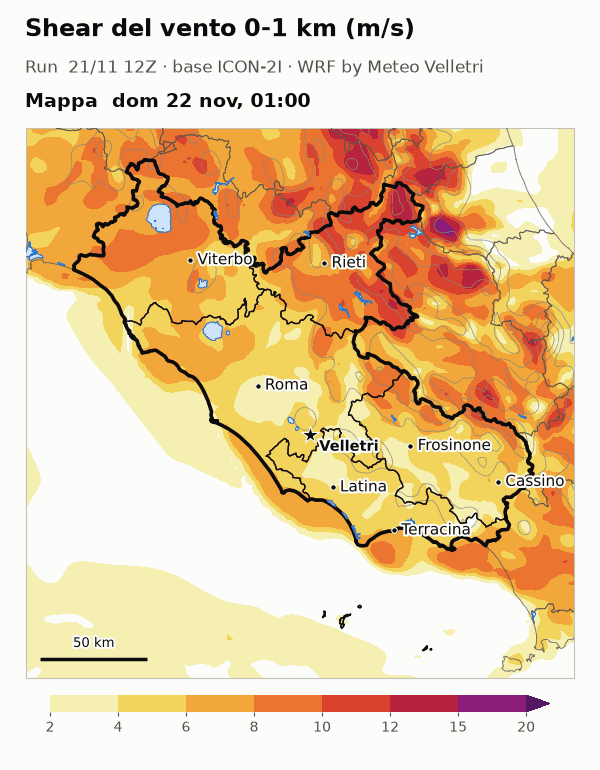 Shear del vento 0-1 km (m/s)
Run  21/11 12Z · base ICON-2I · WRF by Meteo Velletri
Mappa  dom 22 nov, 01:00
Viterbo
Rieti
Roma
Velletri
Frosinone
Cassino
Latina
Terracina
50 km
2 4 6 8 10 12 15 20